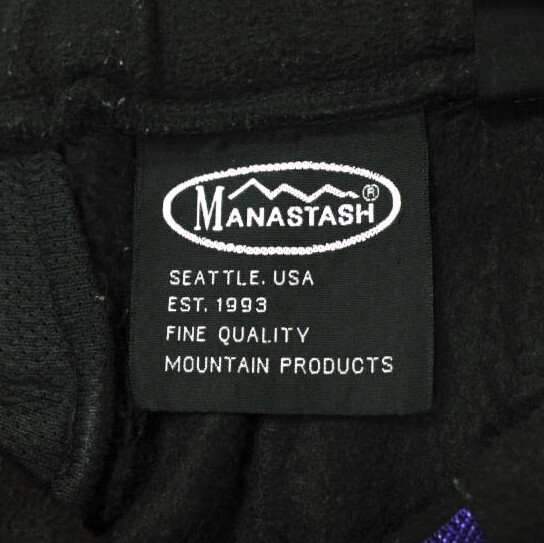 MANASTASH®
SEATTLE. USA
EST. 1993
FINE QUALITY
MOUNTAIN PRODUCTS